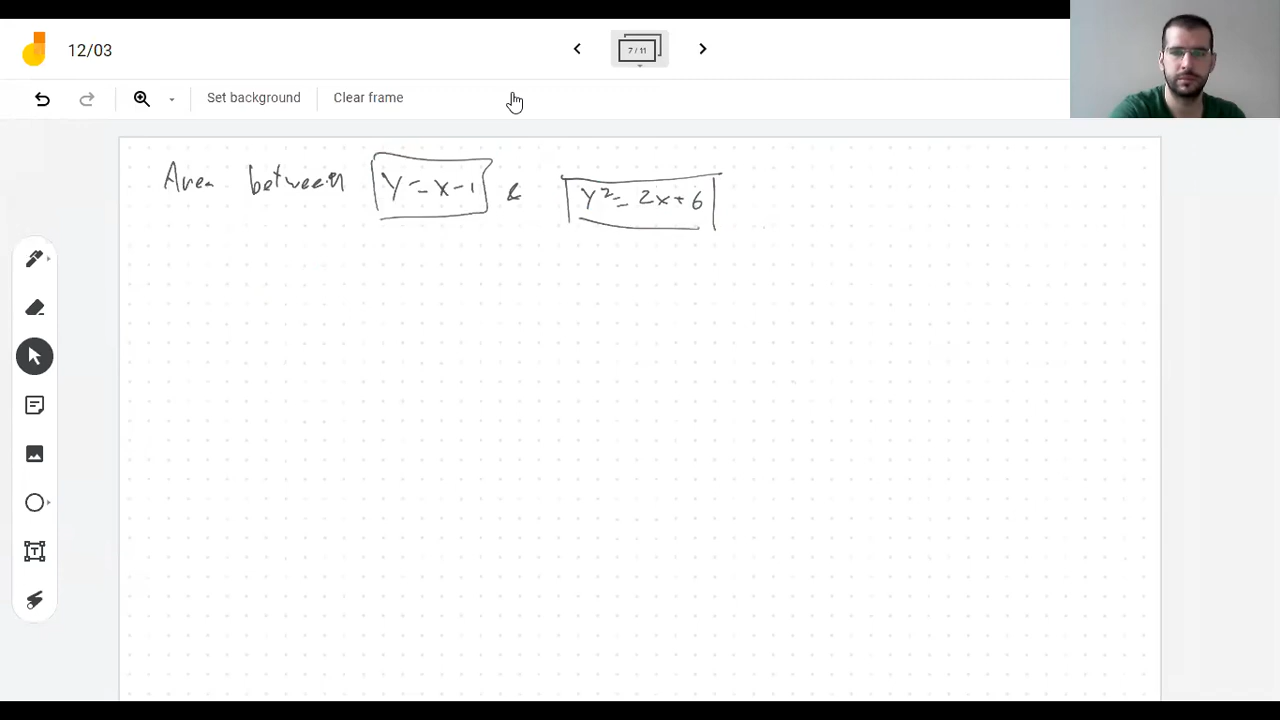 12/03
7 / 11
Set background
Clear frame
Area between y = x - 1 & y² = 2x + 6